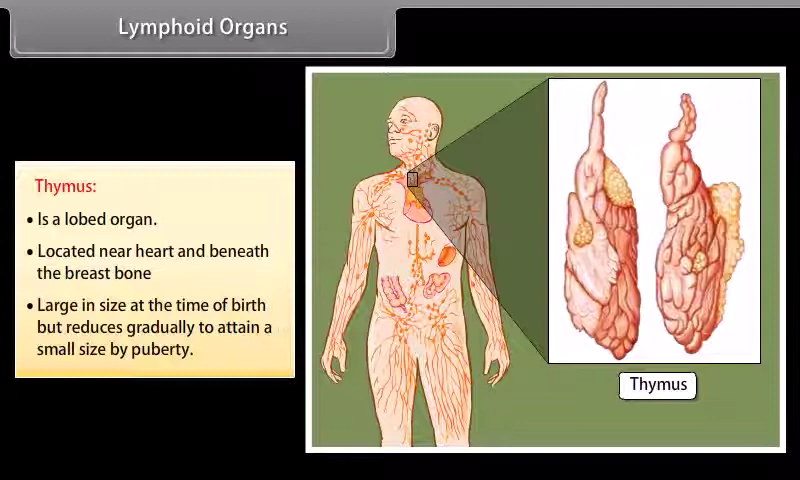 Lymphoid Organs
Thymus:
• Is a lobed organ.
• Located near heart and beneath
the breast bone
• Large in size at the time of birth
but reduces gradually to attain a
small size by puberty.
Thymus